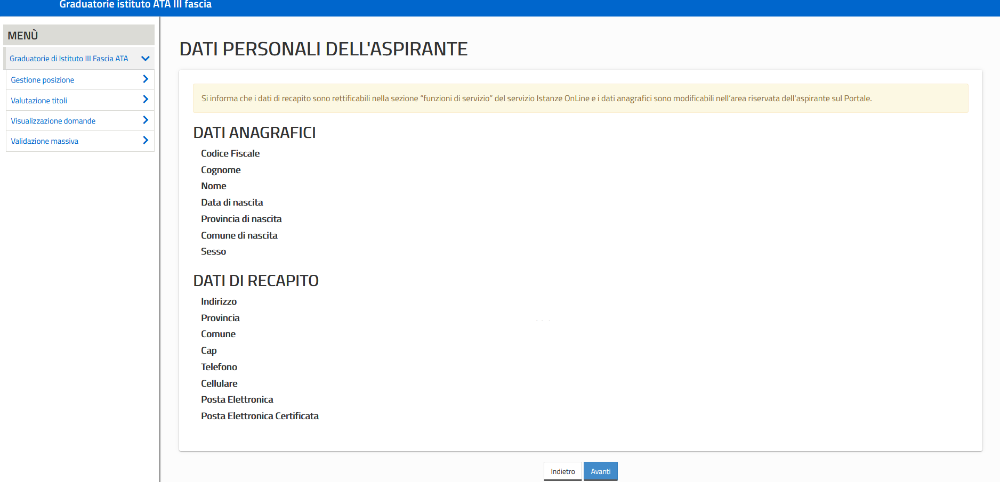 Graduatorie istituto ATA III fascia
MENÙ
Graduatorie di Istituto III Fascia ATA
Gestione posizione
Valutazione titoli
Visualizzazione domande
Validazione massiva
DATI PERSONALI DELL'ASPIRANTE
Si informa che i dati di recapito sono rettificabili nella sezione “funzioni di servizio” del servizio Istanze OnLine e i dati anagrafici sono modificabili nell’area riservata dell'aspirante sul Portale.
DATI ANAGRAFICI
Codice Fiscale
Cognome
Nome
Data di nascita
Provincia di nascita
Comune di nascita
Sesso
DATI DI RECAPITO
Indirizzo
Provincia
Comune
Cap
Telefono
Cellulare
Posta Elettronica
Posta Elettronica Certificata
Indietro
Avanti